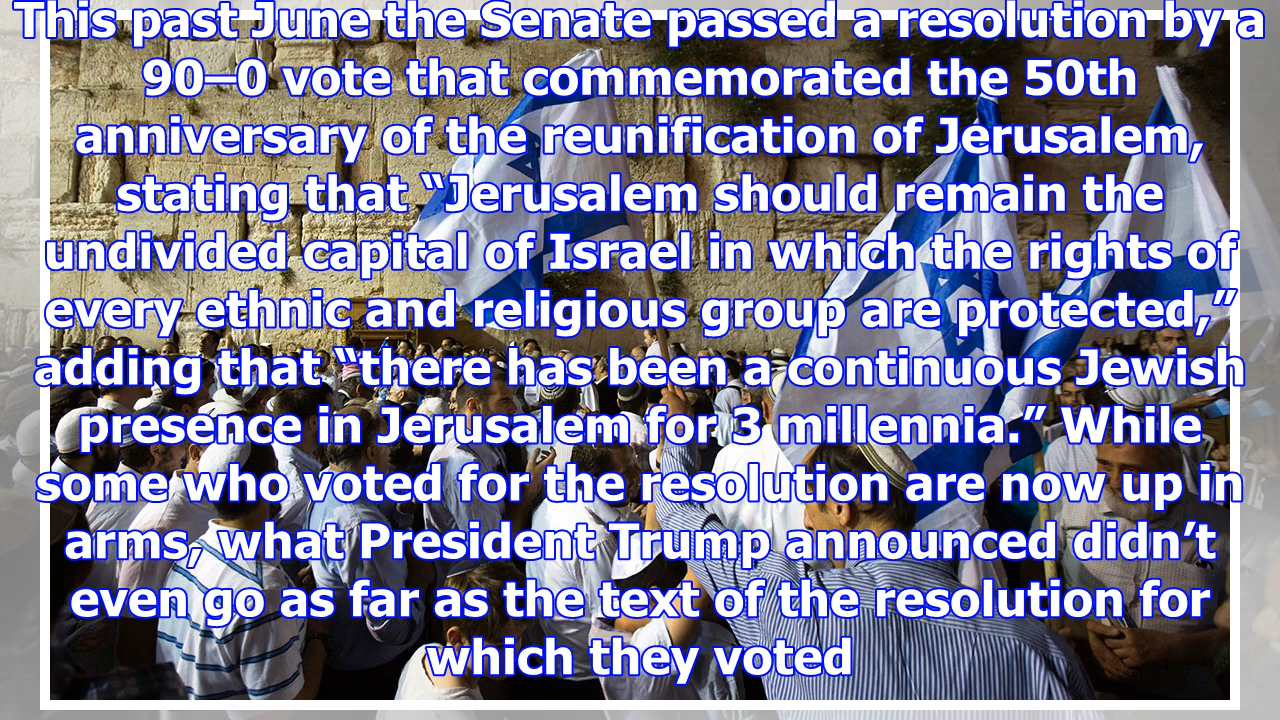 This past June the Senate passed a resolution by a
90–0 vote that commemorated the 50th
anniversary of the reunification of Jerusalem,
stating that “Jerusalem should remain the
undivided capital of Israel in which the rights of
every ethnic and religious group are protected,”
adding that “there has been a continuous Jewish
presence in Jerusalem for 3 millennia.” While
some who voted for the resolution are now up in
arms, what President Trump announced didn’t
even go as far as the text of the resolution for
which they voted